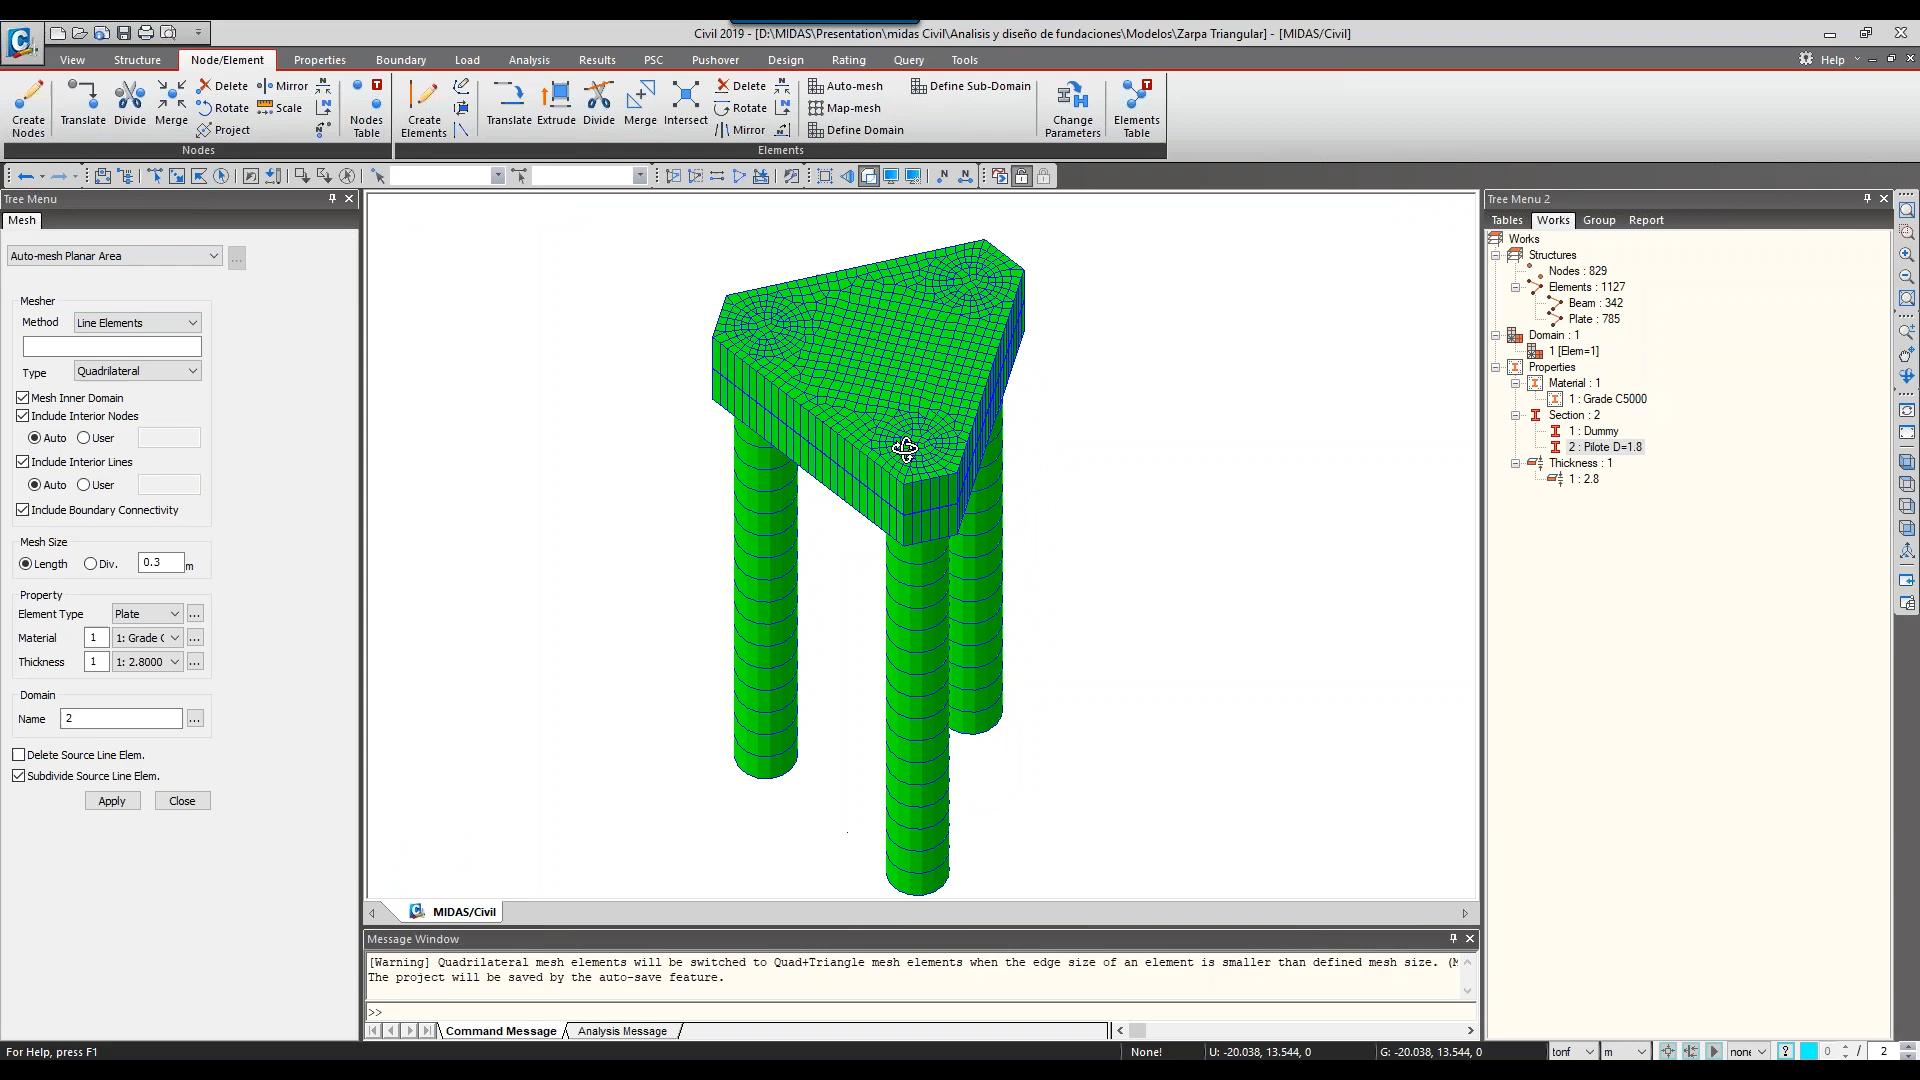 Civil 2019 - [D:\MIDAS\Presentation\midas Civil\Analisis y diseño de fundaciones\Modelos\Zarpa Triangular] - [MIDAS/Civil]
View Structure Node/Element Properties Boundary Load Analysis Results PSC Pushover Design Rating Query Tools Help
Create Nodes
Translate
Divide
Merge
Delete
Rotate
Project
Mirror
Scale
Nodes Table
Nodes
Create Elements
Translate
Extrude
Divide
Merge
Intersect
Delete
Rotate
Mirror
Auto-mesh
Map-mesh
Define Domain
Define Sub-Domain
Change Parameters
Elements Table
Elements
Tree Menu
Mesh
Auto-mesh Planar Area
...
Mesher
Method Line Elements
Type Quadrilateral
Mesh Inner Domain
Include Interior Nodes
Auto User
Include Interior Lines
Auto User
Include Boundary Connectivity
Mesh Size
Length Div. 0.3 m
Property
Element Type Plate ...
Material 1 1: Grade C ...
Thickness 1 1: 2.8000 ...
Domain
Name 2 ...
Delete Source Line Elem.
Subdivide Source Line Elem.
Apply Close
MIDAS/Civil
Message Window
[Warning] Quadrilateral mesh elements will be switched to Quad+Triangle mesh elements when the edge size of an element is smaller than defined mesh size. (M
The project will be saved by the auto-save feature.
>>
Command Message Analysis Message
Tree Menu 2
Tables Works Group Report
Works
Structures
Nodes : 829
Elements : 1127
Beam : 342
Plate : 785
Domain : 1
1 [Elem=1]
Properties
Material : 1
1 : Grade C5000
Section : 2
1 : Dummy
2 : Pilote D=1.8
Thickness : 1
1 : 2.8
For Help, press F1
None!
U: -20.038, 13.544, 0
G: -20.038, 13.544, 0
tonf
m
none
?
0 / 2